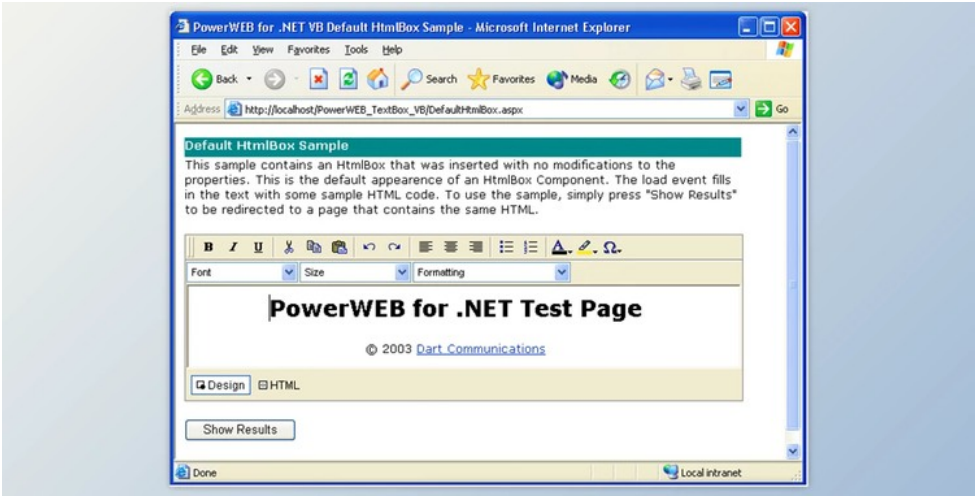 PowerWEB for .NET VB Default HtmlBox Sample - Microsoft Internet Explorer
File Edit View Favorites Tools Help
Back Search Favorites Media
Address http://localhost/PowerWEB_TextBox_VB/DefaultHtmlBox.aspx Go
Default HtmlBox Sample
This sample contains an HtmlBox that was inserted with no modifications to the
properties. This is the default appearence of an HtmlBox Component. The load event fills
in the text with some sample HTML code. To use the sample, simply press "Show Results"
to be redirected to a page that contains the same HTML.
B I U A Ω
Font Size Formatting
PowerWEB for .NET Test Page
© 2003 Dart Communications
Design HTML
Show Results
Done Local intranet